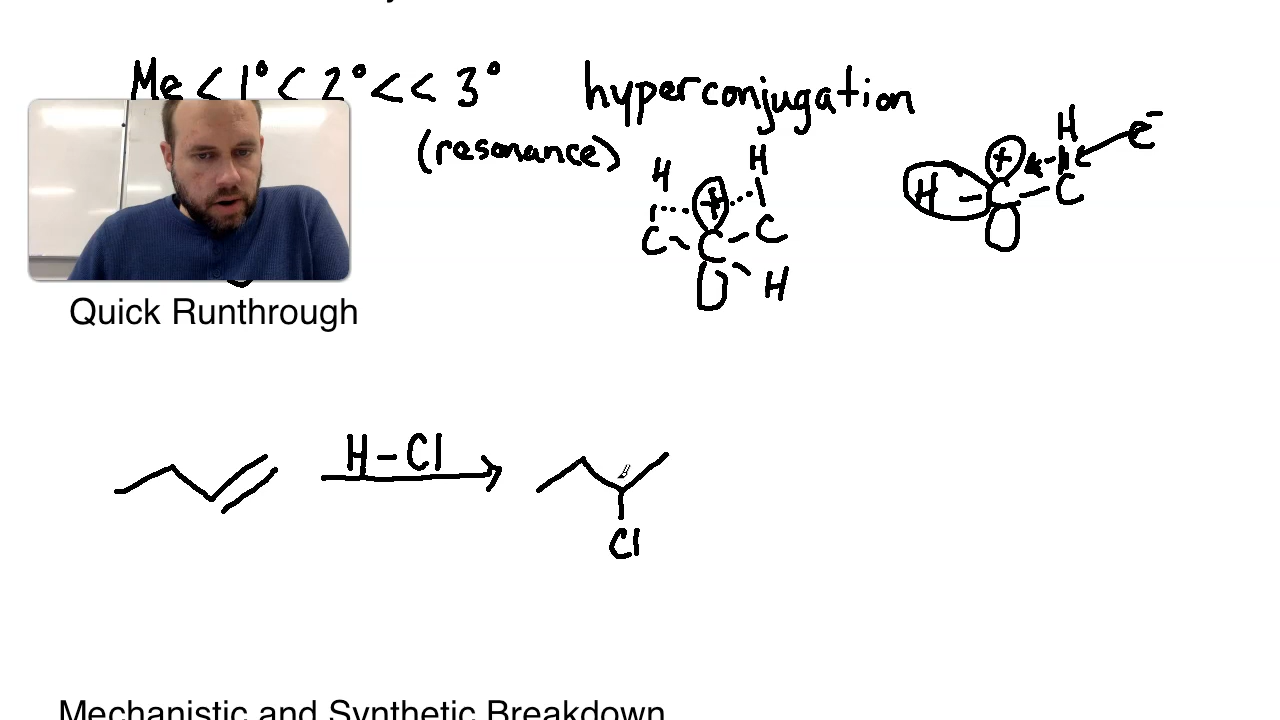 Me < 1° < 2° << 3°
hyperconjugation
(resonance)
H H
+
C C C
H
H e⁻
+
H C C
Quick Runthrough
H-Cl
Cl
Mechanistic and Synthetic Breakdown